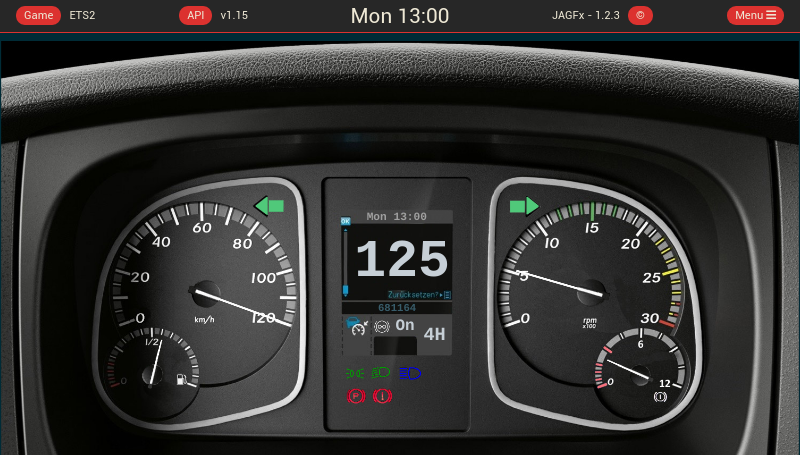 Game ETS2 API v1.15 Mon 13:00 JAGFx - 1.2.3 © Menu
0 20 40 60 80 100 120
km/h
0 1/2
OK
Mon 13:00
125
Zurücksetzen?
681164
On
4H
P
0 5 10 15 20 25 30
rpm
x100
0 6 12